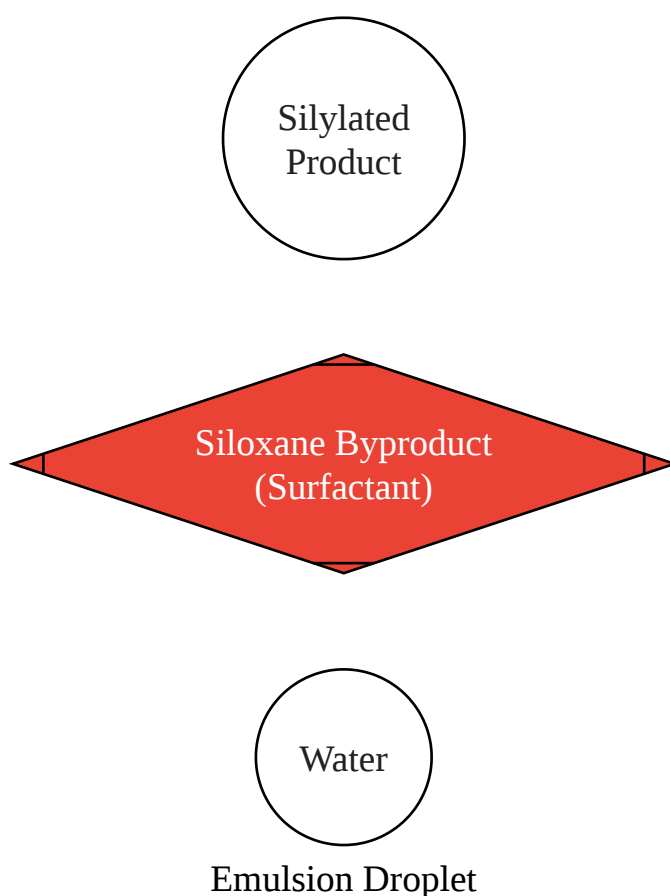 Silylated
Product
Siloxane Byproduct
(Surfactant)
Water
Emulsion Droplet